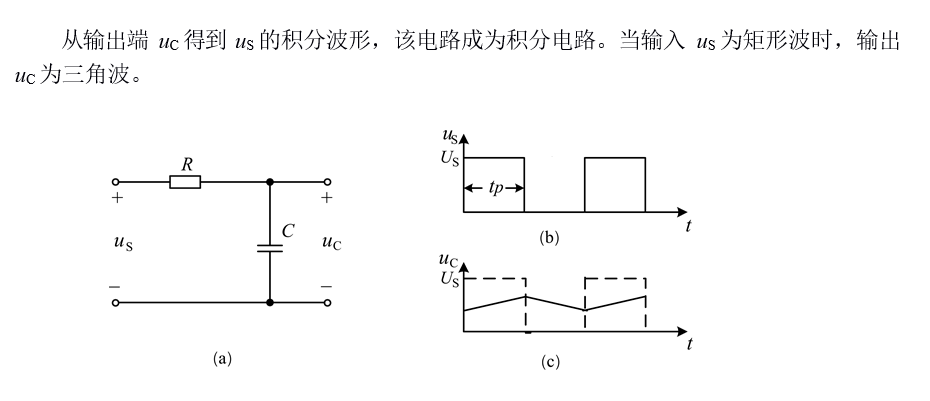 从输出端 uC 得到 uS 的积分波形，该电路成为积分电路。当输入 uS 为矩形波时，输出
uC 为三角波。
R
+
+
uS
C
uC
−
−
(a)
uS
US
tp
t
(b)
uC
US
t
(c)